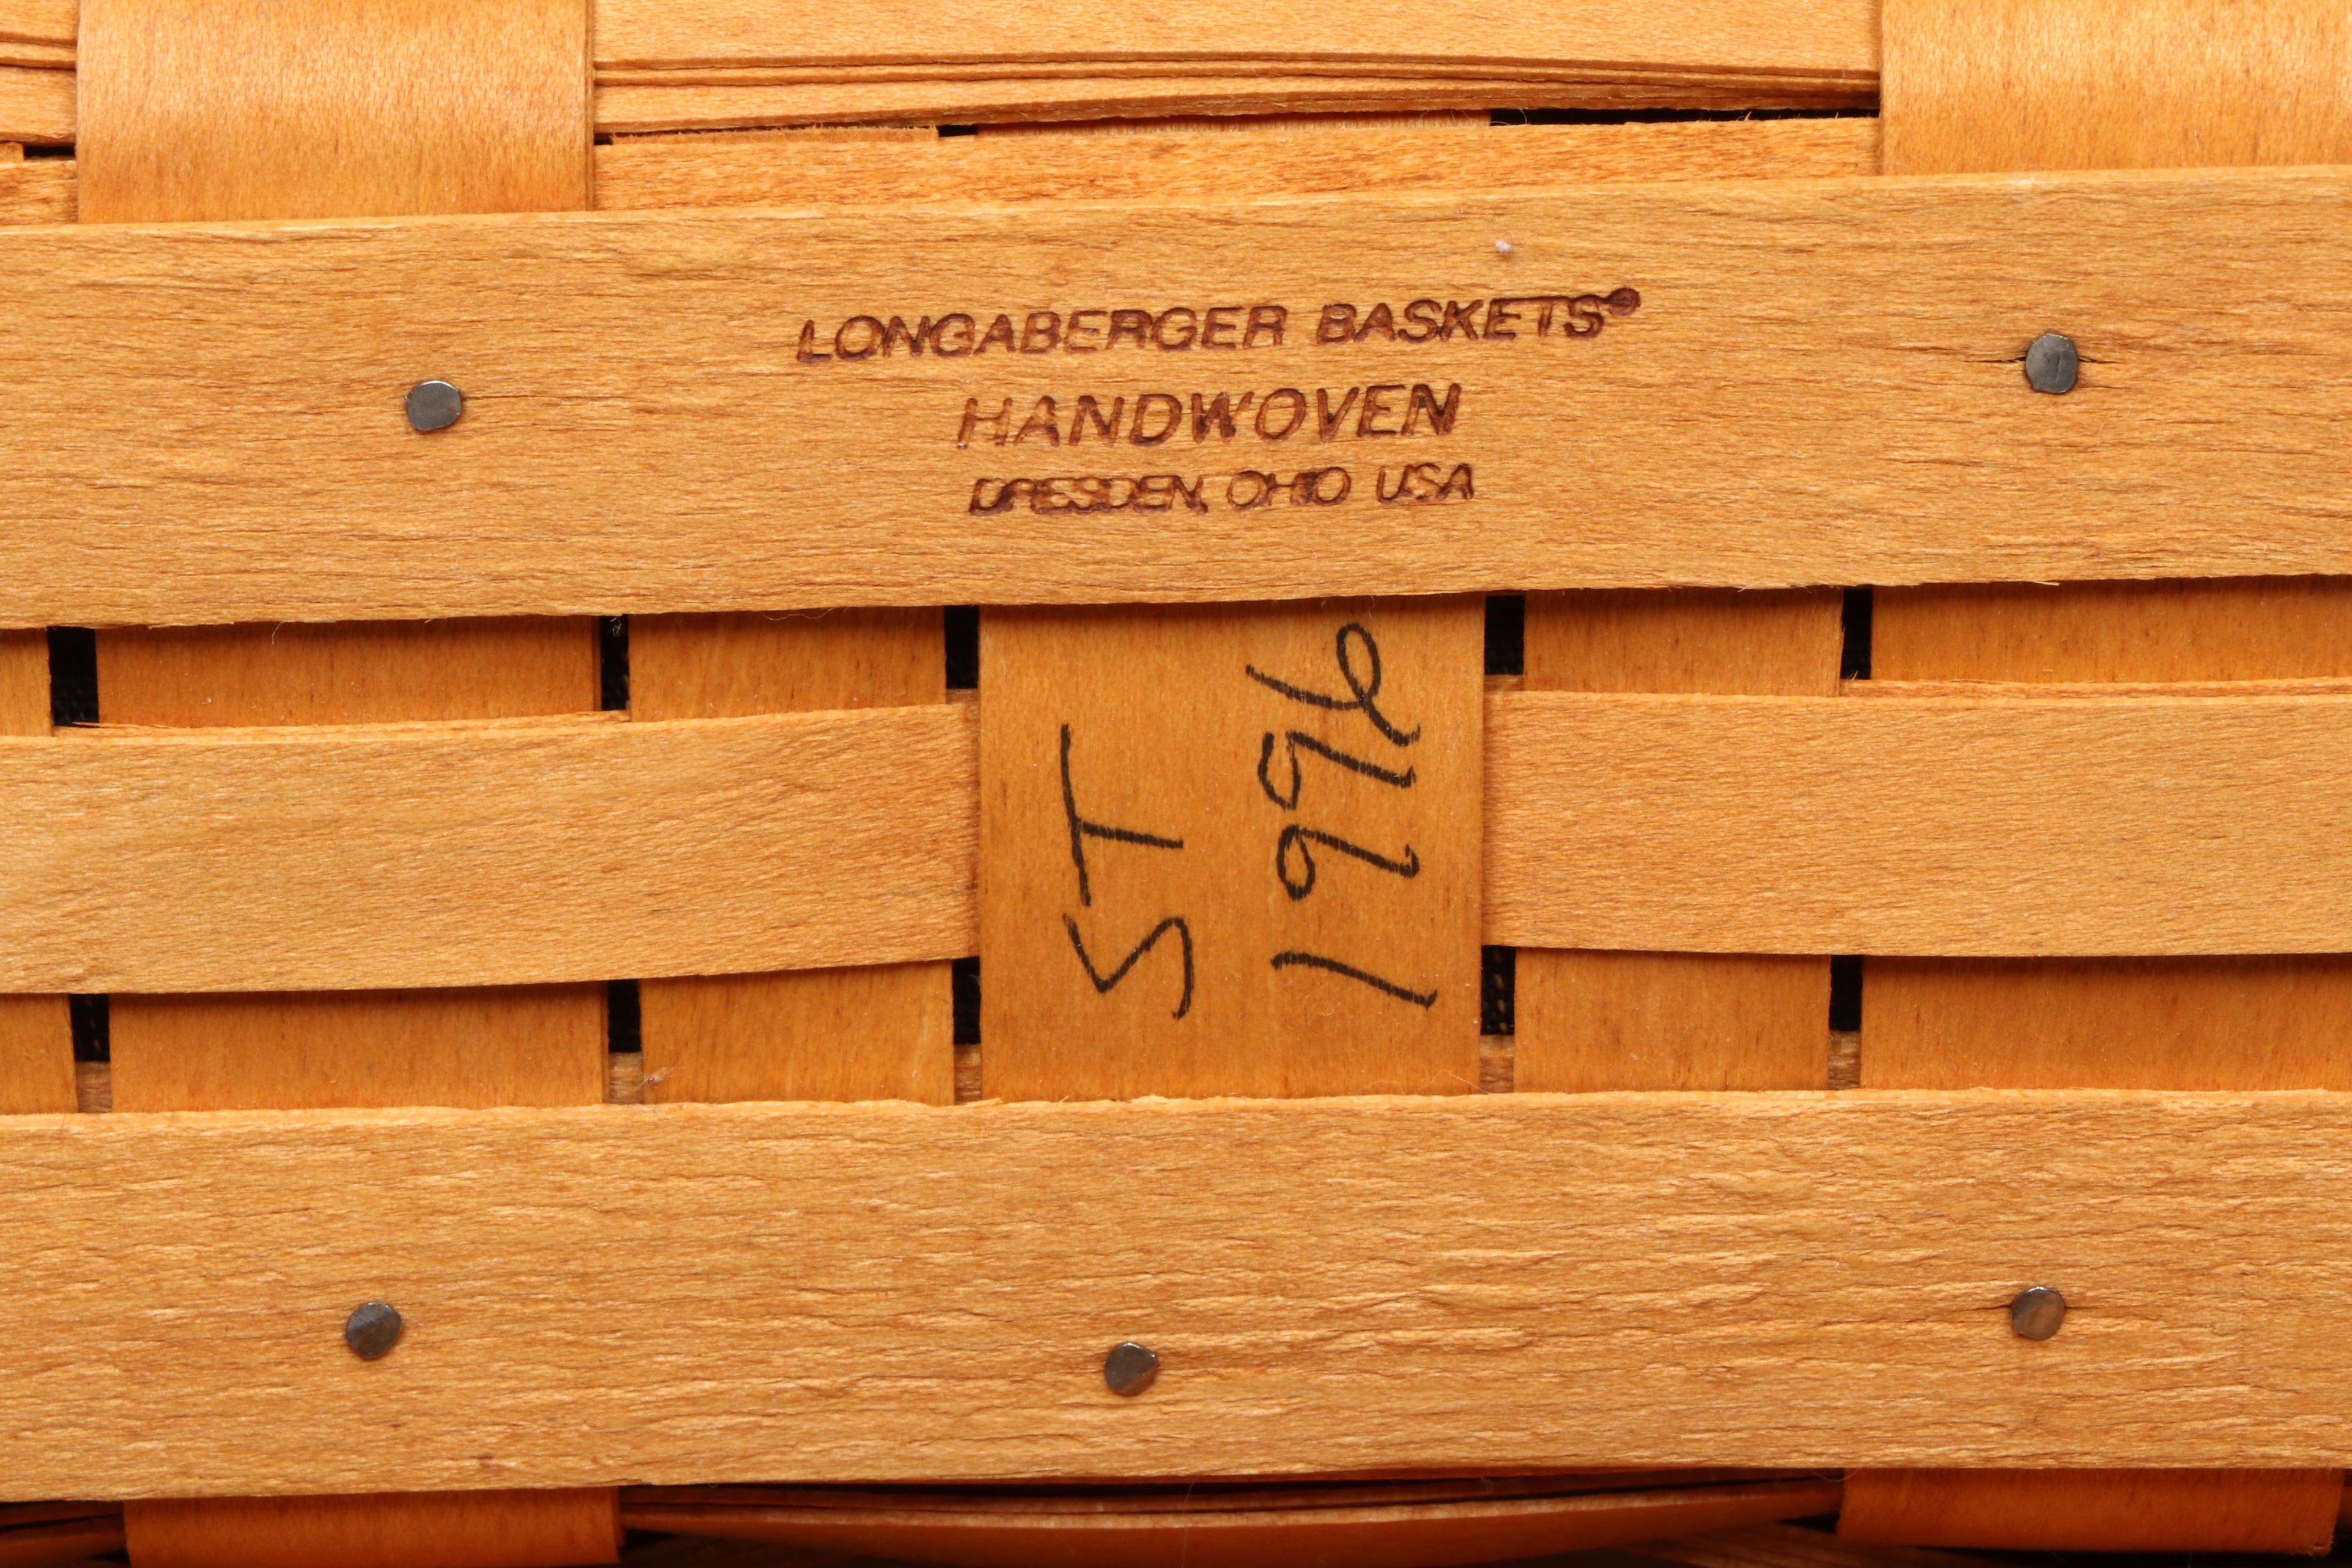 LONGABERGER BASKETS®
HANDWOVEN
DRESDEN, OHIO USA
ST
1996